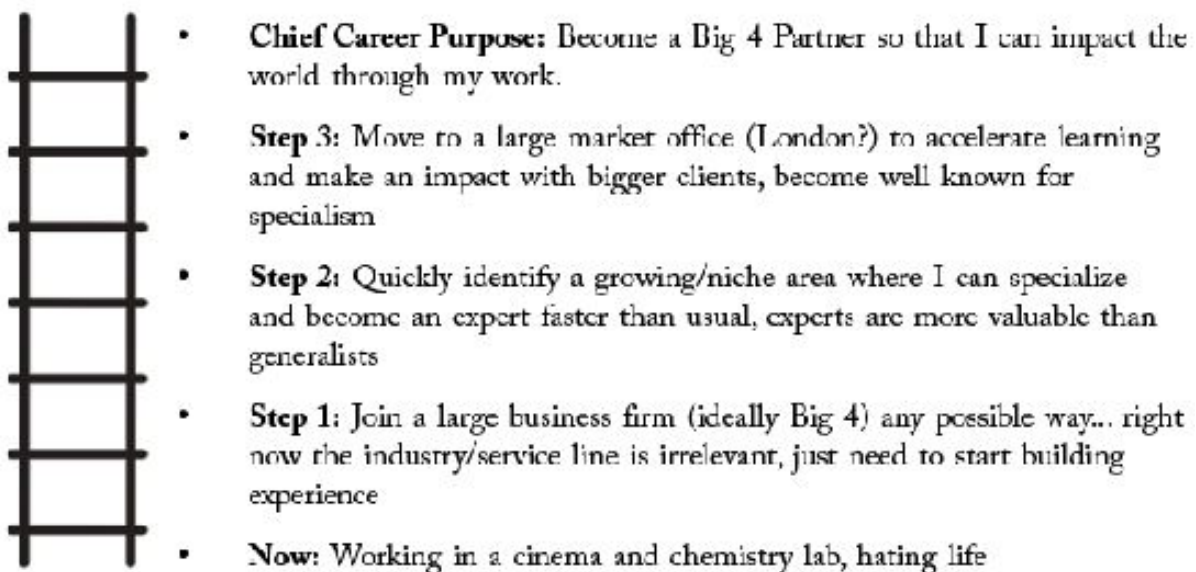 • Chief Career Purpose: Become a Big 4 Partner so that I can impact the
world through my work.
• Step 3: Move to a large market office (London?) to accelerate learning
and make an impact with bigger clients, become well known for
specialism
• Step 2: Quickly identify a growing/niche area where I can specialize
and become an expert faster than usual, experts are more valuable than
generalists
• Step 1: Join a large business firm (ideally Big 4) any possible way... right
now the industry/service line is irrelevant, just need to start building
experience
• Now: Working in a cinema and chemistry lab, hating life